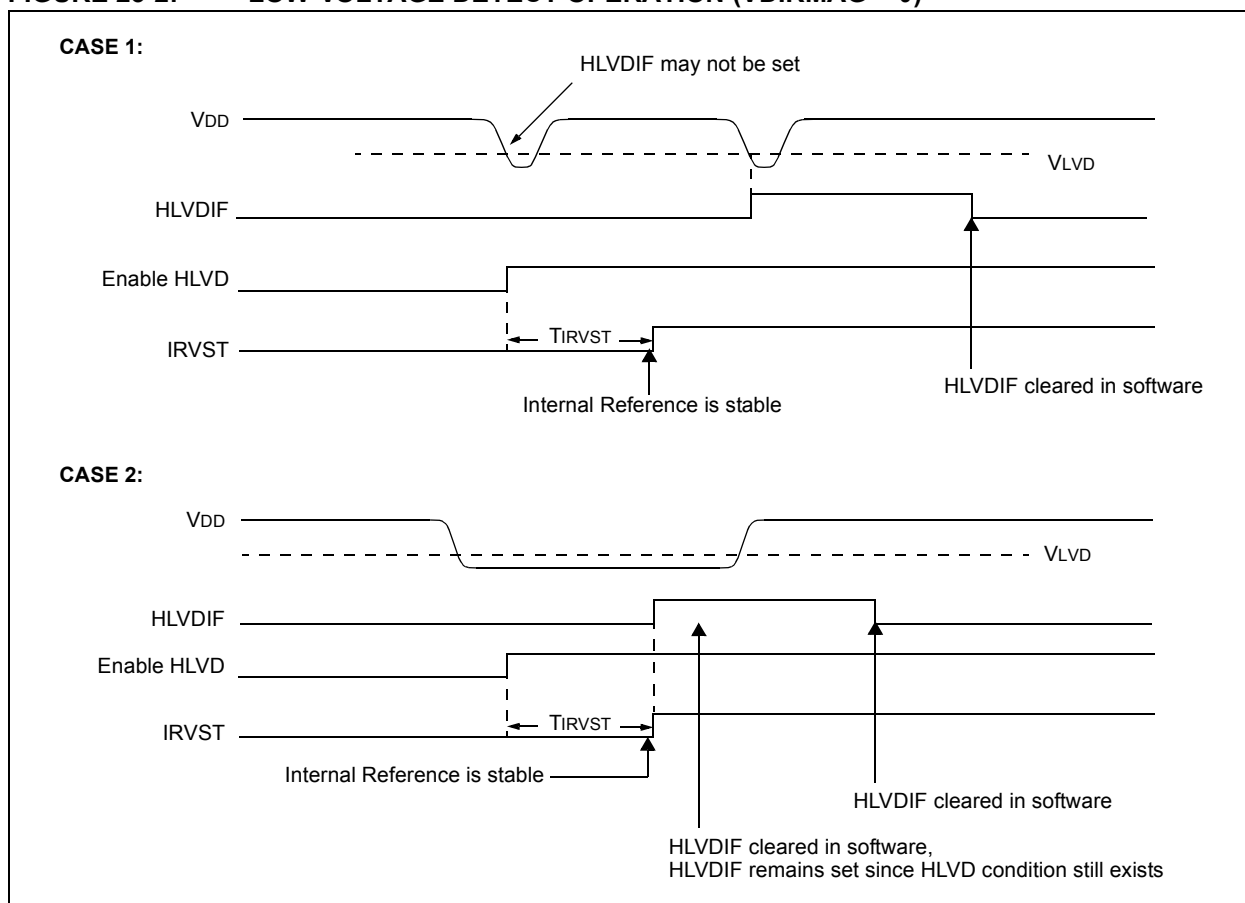 CASE 1:
HLVDIF may not be set
VDD
VLVD
HLVDIF
Enable HLVD
TIRVST
IRVST
HLVDIF cleared in software
Internal Reference is stable
CASE 2:
VDD
VLVD
HLVDIF
Enable HLVD
TIRVST
IRVST
Internal Reference is stable
HLVDIF cleared in software
HLVDIF cleared in software,
HLVDIF remains set since HLVD condition still exists